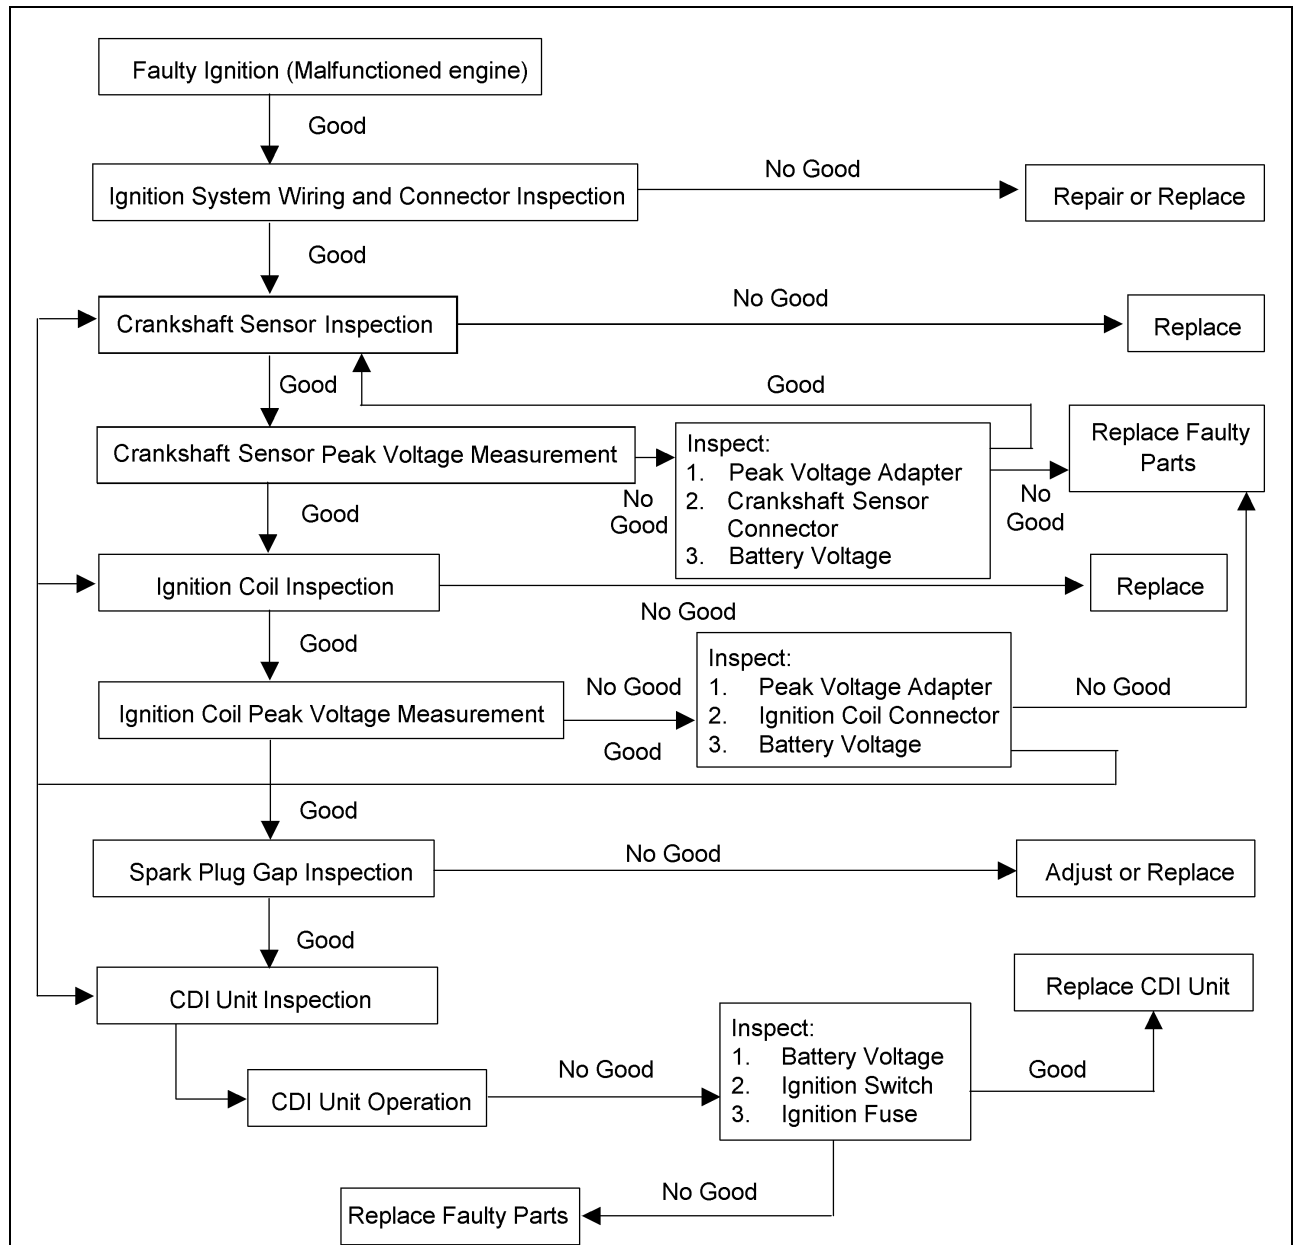 Faulty Ignition (Malfunctioned engine)
Good
Ignition System Wiring and Connector Inspection
No Good
Repair or Replace
Good
Crankshaft Sensor Inspection
No Good
Replace
Good
Good
Crankshaft Sensor Peak Voltage Measurement
No
Good
Inspect:
1. Peak Voltage Adapter
2. Crankshaft Sensor
Connector
3. Battery Voltage
No
Good
Replace Faulty
Parts
Good
Ignition Coil Inspection
No Good
Replace
Good
Ignition Coil Peak Voltage Measurement
No Good
Good
Inspect:
1. Peak Voltage Adapter
2. Ignition Coil Connector
3. Battery Voltage
No Good
Good
Spark Plug Gap Inspection
No Good
Adjust or Replace
Good
CDI Unit Inspection
CDI Unit Operation
No Good
Inspect:
1. Battery Voltage
2. Ignition Switch
3. Ignition Fuse
Good
Replace CDI Unit
No Good
Replace Faulty Parts